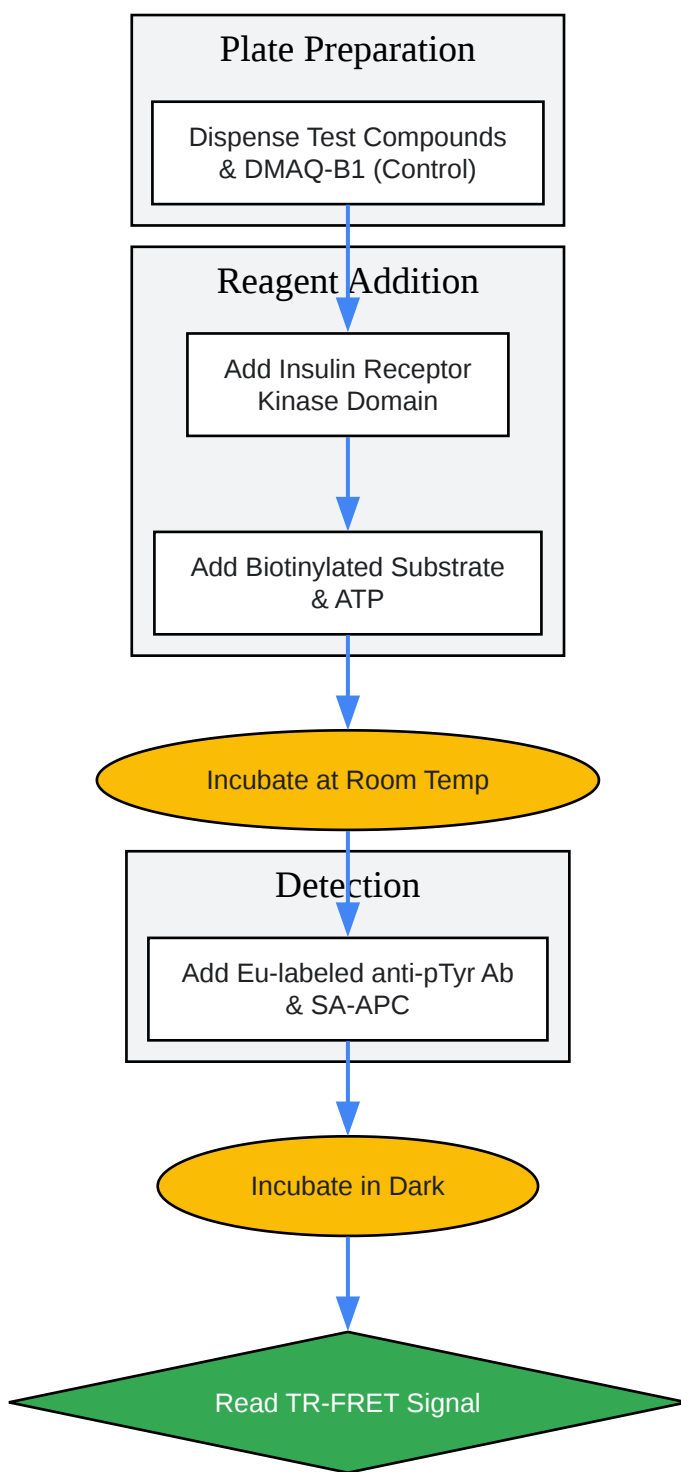 Plate Preparation
Dispense Test Compounds
& DMAQ-B1 (Control)
Reagent Addition
Add Insulin Receptor
Kinase Domain
Add Biotinylated Substrate
& ATP
Incubate at Room Temp
Detection
Add Eu-labeled anti-pTyr Ab
& SA-APC
Incubate in Dark
Read TR-FRET Signal